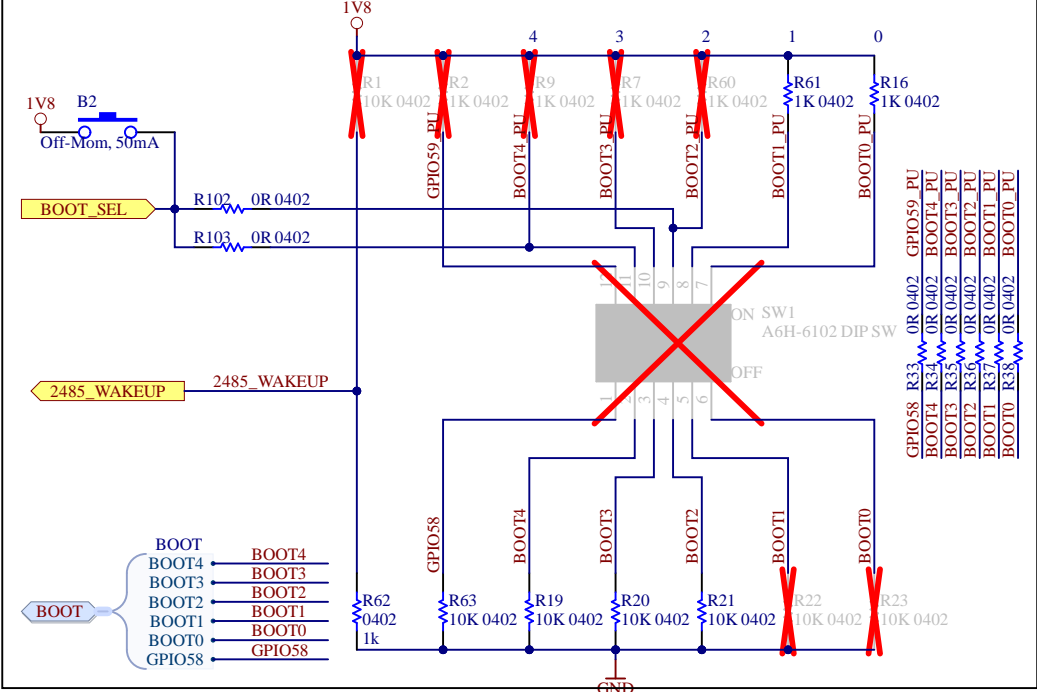 1V8
4
3
2
1
0
R1
10K 0402
R2
1K 0402
R9
1K 0402
R7
1K 0402
R60
1K 0402
R61
1K 0402
R16
1K 0402
1V8
B2
Off-Mom, 50mA
GPIO59_PU
BOOT4_PU
BOOT3_PU
BOOT2_PU
BOOT1_PU
BOOT0_PU
BOOT_SEL
R102
0R 0402
R103
0R 0402
12
11
10
9
8
7
ON
SW1
A6H-6102 DIP SW
OFF
1
2
3
4
5
6
GPIO59_PU
BOOT4_PU
BOOT3_PU
BOOT2_PU
BOOT1_PU
BOOT0_PU
0R 0402
0R 0402
0R 0402
0R 0402
0R 0402
0R 0402
R33
R34
R35
R36
R37
R38
GPIO58
BOOT4
BOOT3
BOOT2
BOOT1
BOOT0
2485_WAKEUP
2485_WAKEUP
GPIO58
BOOT4
BOOT3
BOOT2
BOOT1
BOOT0
BOOT
BOOT
BOOT4
BOOT4
BOOT3
BOOT3
BOOT2
BOOT2
BOOT1
BOOT1
BOOT0
BOOT0
GPIO58
GPIO58
R62
0402
1k
R63
10K 0402
R19
10K 0402
R20
10K 0402
R21
10K 0402
R22
10K 0402
R23
10K 0402
GND